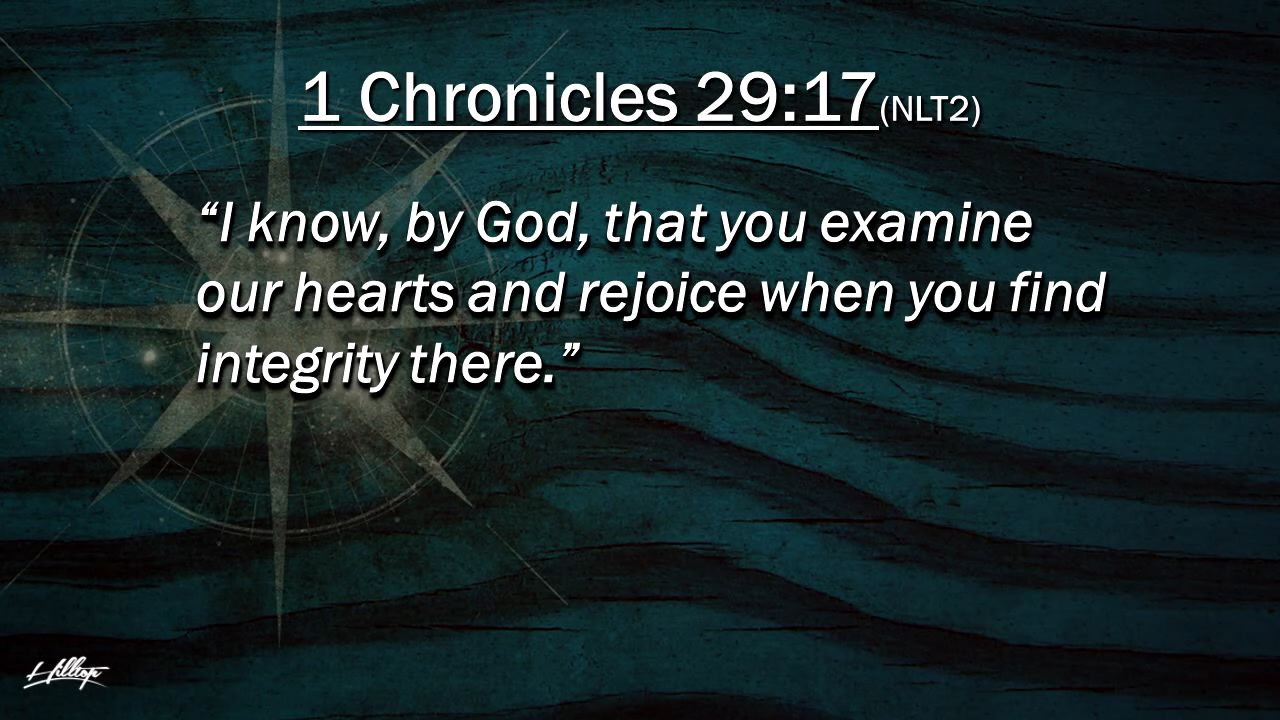 1 Chronicles 29:17(NLT2)
“I know, by God, that you examine
our hearts and rejoice when you find
integrity there.”
Hilltop